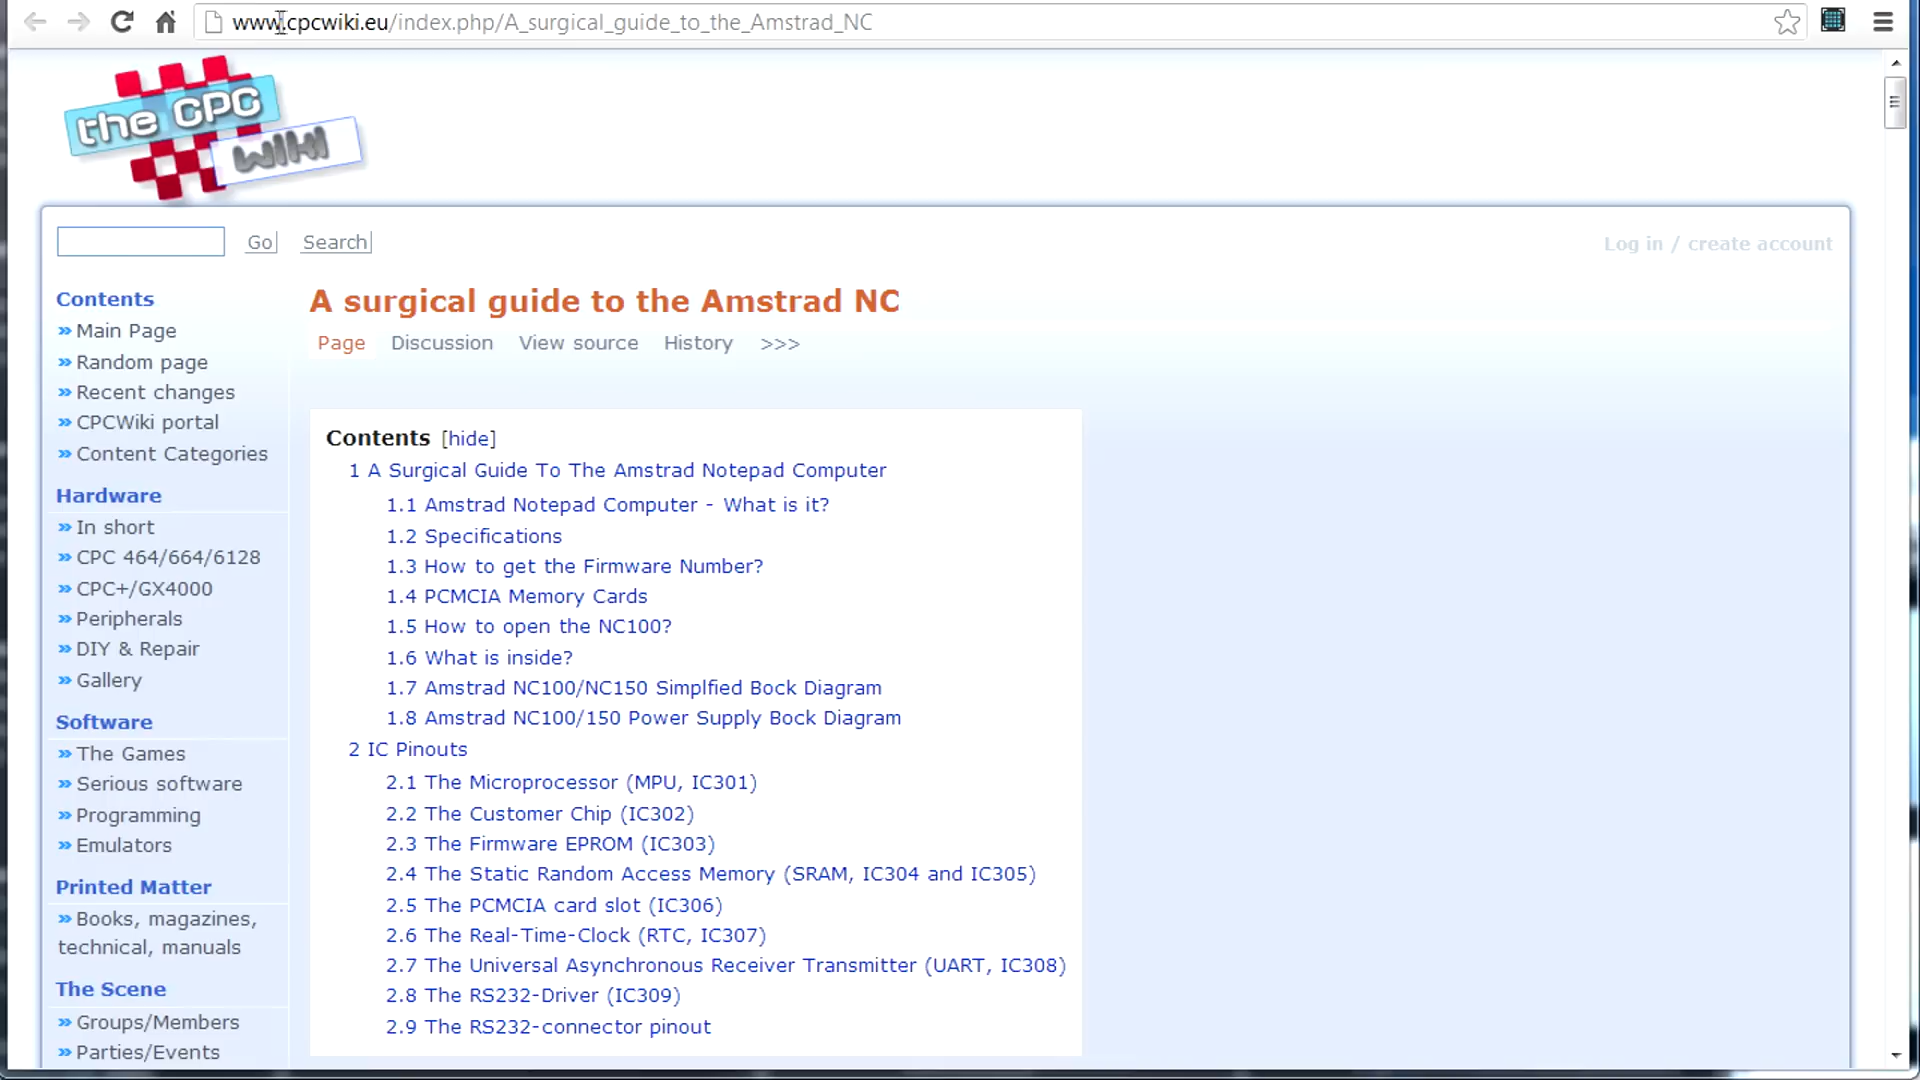 www.cpcwiki.eu/index.php/A_surgical_guide_to_the_Amstrad_NC
the CPC
WIKI
Go
Search
Log in / create account
Contents
» Main Page
» Random page
» Recent changes
» CPCWiki portal
» Content Categories
Hardware
» In short
» CPC 464/664/6128
» CPC+/GX4000
» Peripherals
» DIY & Repair
» Gallery
Software
» The Games
» Serious software
» Programming
» Emulators
Printed Matter
» Books, magazines,
technical, manuals
The Scene
» Groups/Members
» Parties/Events
A surgical guide to the Amstrad NC
Page Discussion View source History >>>
Contents [hide]
1 A Surgical Guide To The Amstrad Notepad Computer
1.1 Amstrad Notepad Computer - What is it?
1.2 Specifications
1.3 How to get the Firmware Number?
1.4 PCMCIA Memory Cards
1.5 How to open the NC100?
1.6 What is inside?
1.7 Amstrad NC100/NC150 Simplfied Bock Diagram
1.8 Amstrad NC100/150 Power Supply Bock Diagram
2 IC Pinouts
2.1 The Microprocessor (MPU, IC301)
2.2 The Customer Chip (IC302)
2.3 The Firmware EPROM (IC303)
2.4 The Static Random Access Memory (SRAM, IC304 and IC305)
2.5 The PCMCIA card slot (IC306)
2.6 The Real-Time-Clock (RTC, IC307)
2.7 The Universal Asynchronous Receiver Transmitter (UART, IC308)
2.8 The RS232-Driver (IC309)
2.9 The RS232-connector pinout